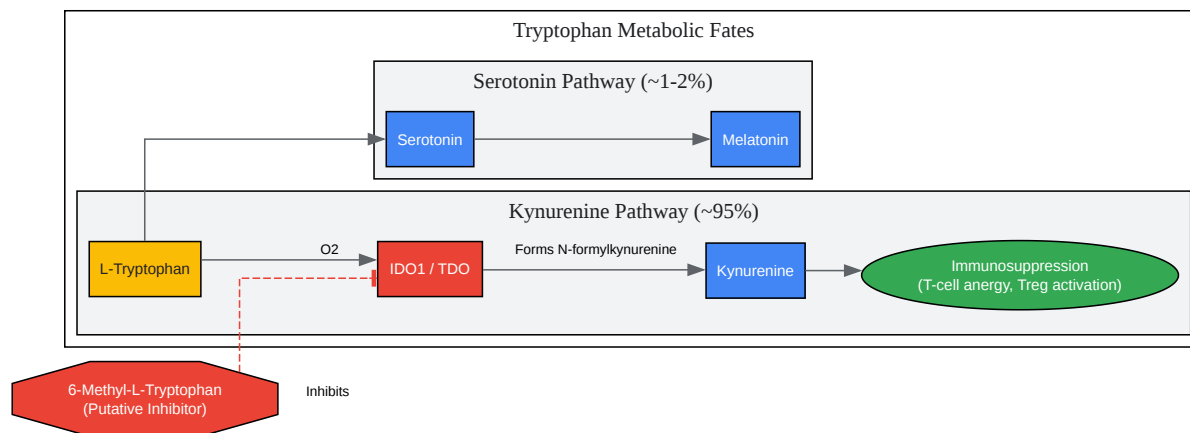 Tryptophan Metabolic Fates
Serotonin Pathway (~1-2%)
Serotonin
Melatonin
Kynurenine Pathway (~95%)
L-Tryptophan
O2
IDO1 / TDO
Forms N-formylkynurenine
Kynurenine
Immunosuppression
(T-cell anergy, Treg activation)
6-Methyl-L-Tryptophan
(Putative Inhibitor)
Inhibits